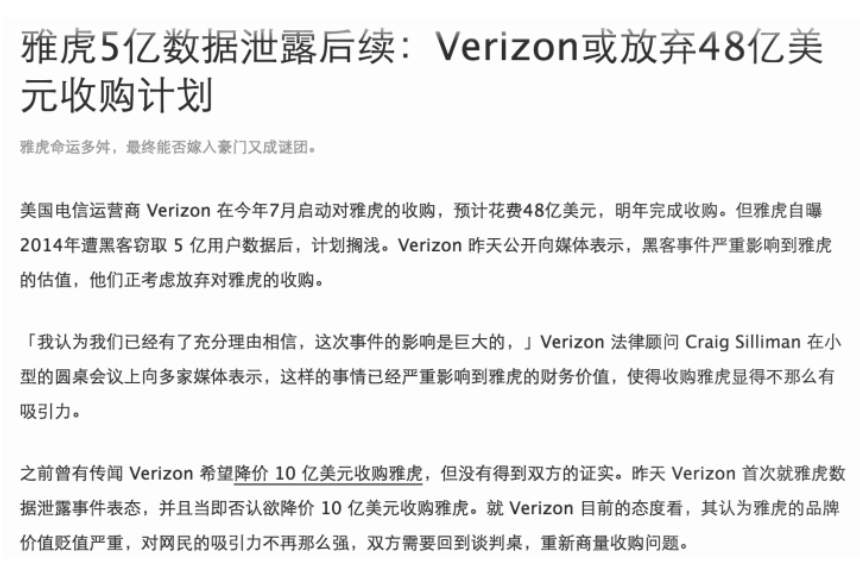 雅虎5亿数据泄露后续：Verizon或放弃48亿美
元收购计划
雅虎命运多舛，最终能否嫁入豪门又成谜团。
美国电信运营商 Verizon 在今年7月启动对雅虎的收购，预计花费48亿美元，明年完成收购。但雅虎自曝
2014年遭黑客窃取 5 亿用户数据后，计划搁浅。Verizon 昨天公开向媒体表示，黑客事件严重影响到雅虎
的估值，他们正考虑放弃对雅虎的收购。
「我认为我们已经有了充分理由相信，这次事件的影响是巨大的，」Verizon 法律顾问 Craig Silliman 在小
型的圆桌会议上向多家媒体表示，这样的事情已经严重影响到雅虎的财务价值，使得收购雅虎显得不那么有
吸引力。
之前曾有传闻 Verizon 希望降价 10 亿美元收购雅虎，但没有得到双方的证实。昨天 Verizon 首次就雅虎数
据泄露事件表态，并且当即否认欲降价 10 亿美元收购雅虎。就 Verizon 目前的态度看，其认为雅虎的品牌
价值贬值严重，对网民的吸引力不再那么强，双方需要回到谈判桌，重新商量收购问题。